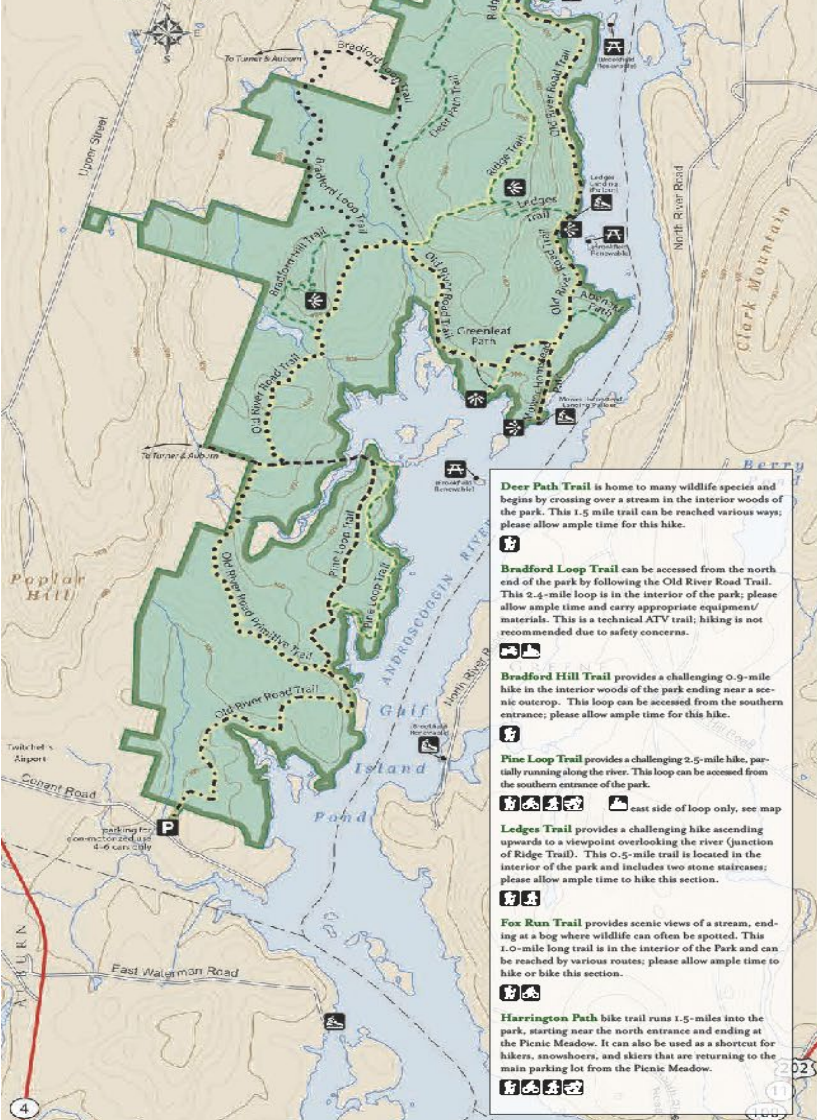 Bradford Loop Trail
To Turner & Auburn
Deer Path Trail
Old River Road Trail
Ridge Trail
Upper Street
Bradford Loop Trail
Ledges
Landing
Ledges
Trail
North River Road
Clark Mountain
Bradford Hill Trail
Old River Road Trail
Old River Road Trail
Abenaki
Path
Greenleaf
Path
Old River Road Trail
To Turner & Auburn
Berry
Pond
Pine Loop Trail
Pine Loop Trail
Old River Road Primitive Trail
Poplar
Hill
ANDROSCOGGIN RIVER
Old River Road Trail
Gulf
Island
Pond
North River R
GREENE
Twitchell's
Airport
Conant Road
parking for
non-motorized use
4-6 cars only
P
East Waterman Road
4
202
11
Deer Path Trail is home to many wildlife species and
begins by crossing over a stream in the interior woods of
the park. This 1.5 mile trail can be reached various ways;
please allow ample time for this hike.
Bradford Loop Trail can be accessed from the north
end of the park by following the Old River Road Trail.
This 2.4-mile loop is in the interior of the park; please
allow ample time and carry appropriate equipment/
materials. This is a technical ATV trail; hiking is not
recommended due to safety concerns.
Bradford Hill Trail provides a challenging 0.9-mile
hike in the interior woods of the park ending near a sce-
nic outcrop. This loop can be accessed from the southern
entrance; please allow ample time for this hike.
Pine Loop Trail provides a challenging 2.5-mile hike, par-
tially running along the river. This loop can be accessed from
the southern entrance of the park.
east side of loop only, see map
Ledges Trail provides a challenging hike ascending
upwards to a viewpoint overlooking the river (junction
of Ridge Trail). This 0.5-mile trail is located in the
interior of the park and includes two stone staircases;
please allow ample time to hike this section.
Fox Run Trail provides scenic views of a stream, end-
ing at a bog where wildlife can often be spotted. This
1.0-mile long trail is in the interior of the Park and can
be reached by various routes; please allow ample time to
hike or bike this section.
Harrington Path bike trail runs 1.5-miles into the
park, starting near the north entrance and ending at
the Picnic Meadow. It can also be used as a shortcut for
hikers, snowshoers, and skiers that are returning to the
main parking lot from the Picnic Meadow.